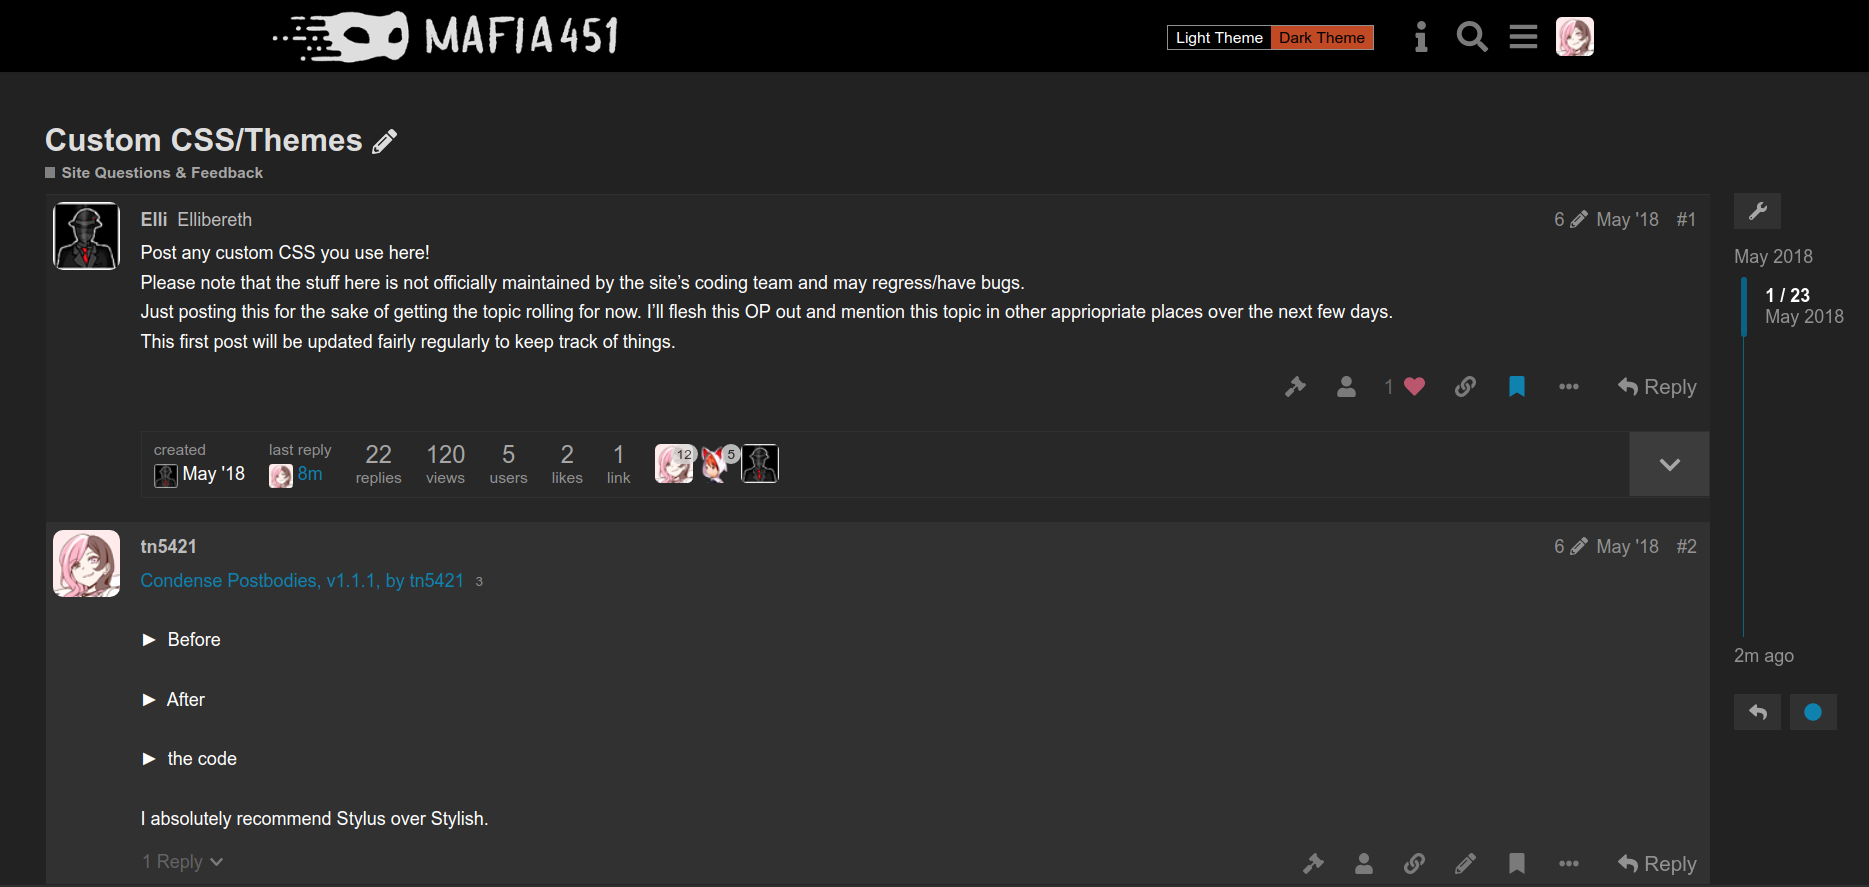 MAFIA451
Light Theme Dark Theme
Custom CSS/Themes
Site Questions & Feedback
Elli Ellibereth 6 May '18 #1
Post any custom CSS you use here!
Please note that the stuff here is not officially maintained by the site’s coding team and may regress/have bugs.
Just posting this for the sake of getting the topic rolling for now. I’ll flesh this OP out and mention this topic in other appriopriate places over the next few days.
This first post will be updated fairly regularly to keep track of things.
1 Reply
created last reply 22 120 5 2 1 12 5
May '18 8m replies views users likes link
tn5421 6 May '18 #2
Condense Postbodies, v1.1.1, by tn5421 3
► Before
► After
► the code
I absolutely recommend Stylus over Stylish.
1 Reply Reply
May 2018
1 / 23
May 2018
2m ago